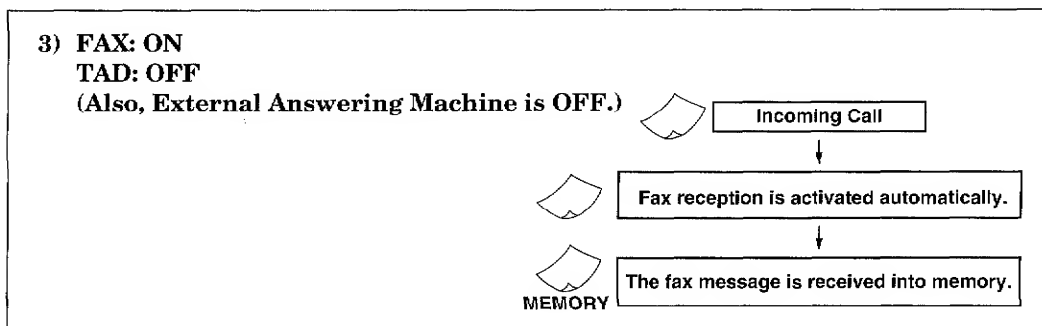 3) FAX: ON
TAD: OFF
(Also, External Answering Machine is OFF.)
Incoming Call
Fax reception is activated automatically.
The fax message is received into memory.
MEMORY